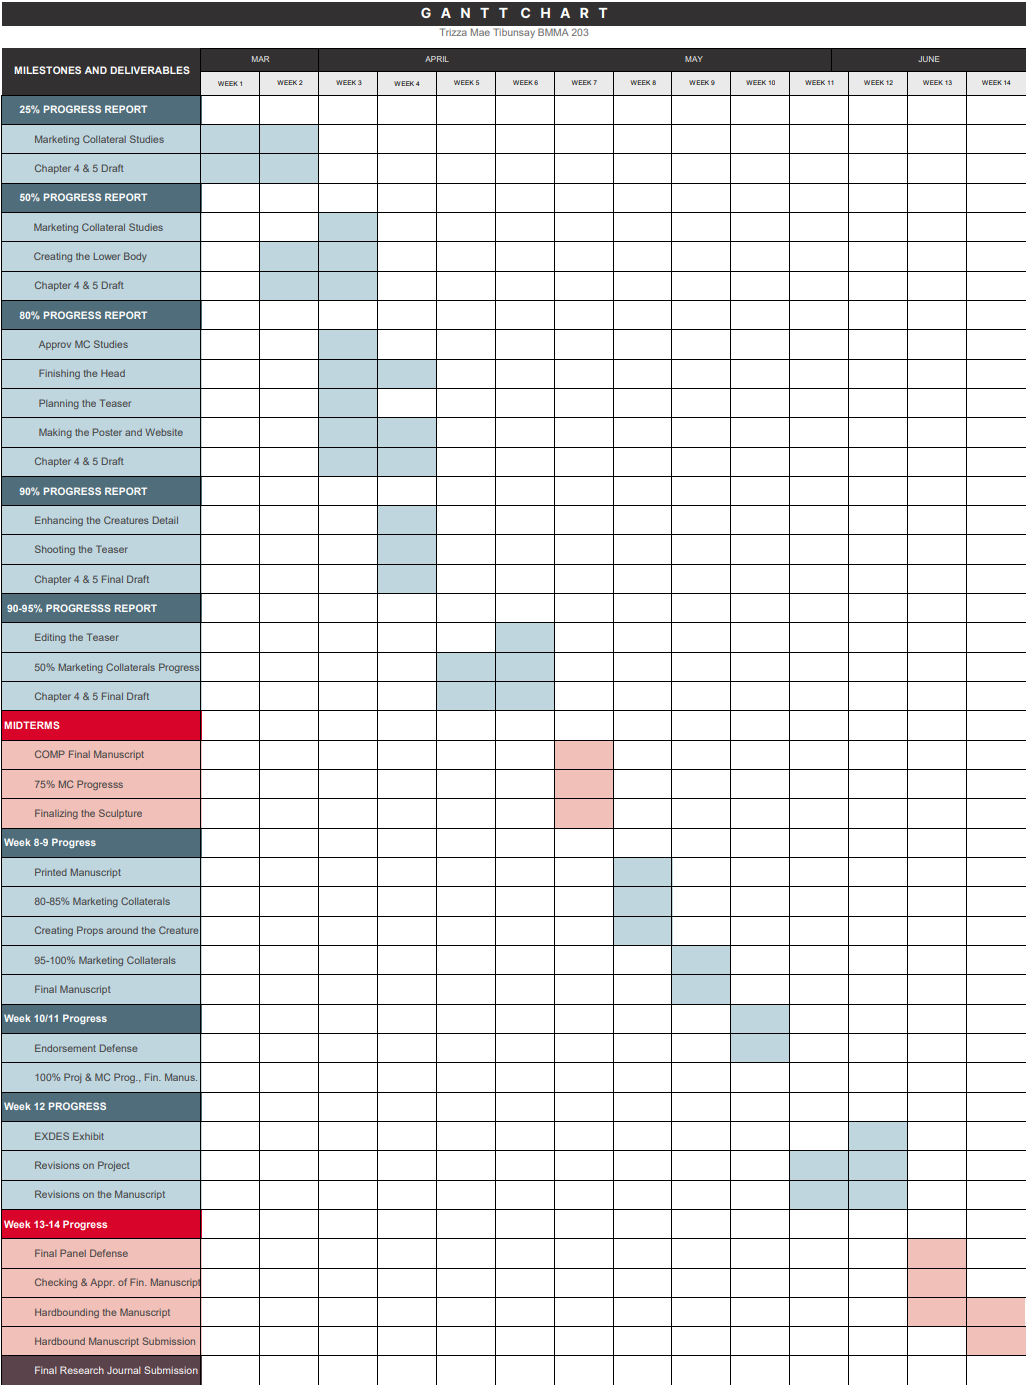 GANTT CHART
Trizza Mae Tibunsay BMMA 203
MILESTONES AND DELIVERABLES
MAR APRIL MAY JUNE
WEEK 1 WEEK 2 WEEK 3 WEEK 4 WEEK 5 WEEK 6 WEEK 7 WEEK 8 WEEK 9 WEEK 10 WEEK 11 WEEK 12 WEEK 13 WEEK 14
25% PROGRESS REPORT
Marketing Collateral Studies
Chapter 4 & 5 Draft
50% PROGRESS REPORT
Marketing Collateral Studies
Creating the Lower Body
Chapter 4 & 5 Draft
80% PROGRESS REPORT
Approv MC Studies
Finishing the Head
Planning the Teaser
Making the Poster and Website
Chapter 4 & 5 Draft
90% PROGRESS REPORT
Enhancing the Creatures Detail
Shooting the Teaser
Chapter 4 & 5 Final Draft
90-95% PROGRESSS REPORT
Editing the Teaser
50% Marketing Collaterals Progress
Chapter 4 & 5 Final Draft
MIDTERMS
COMP Final Manuscript
75% MC Progresss
Finalizing the Sculpture
Week 8-9 Progress
Printed Manuscript
80-85% Marketing Collaterals
Creating Props around the Creature
95-100% Marketing Collaterals
Final Manuscript
Week 10/11 Progress
Endorsement Defense
100% Proj & MC Prog., Fin. Manus.
Week 12 PROGRESS
EXDES Exhibit
Revisions on Project
Revisions on the Manuscript
Week 13-14 Progress
Final Panel Defense
Checking & Appr. of Fin. Manuscript
Hardbounding the Manuscript
Hardbound Manuscript Submission
Final Research Journal Submission